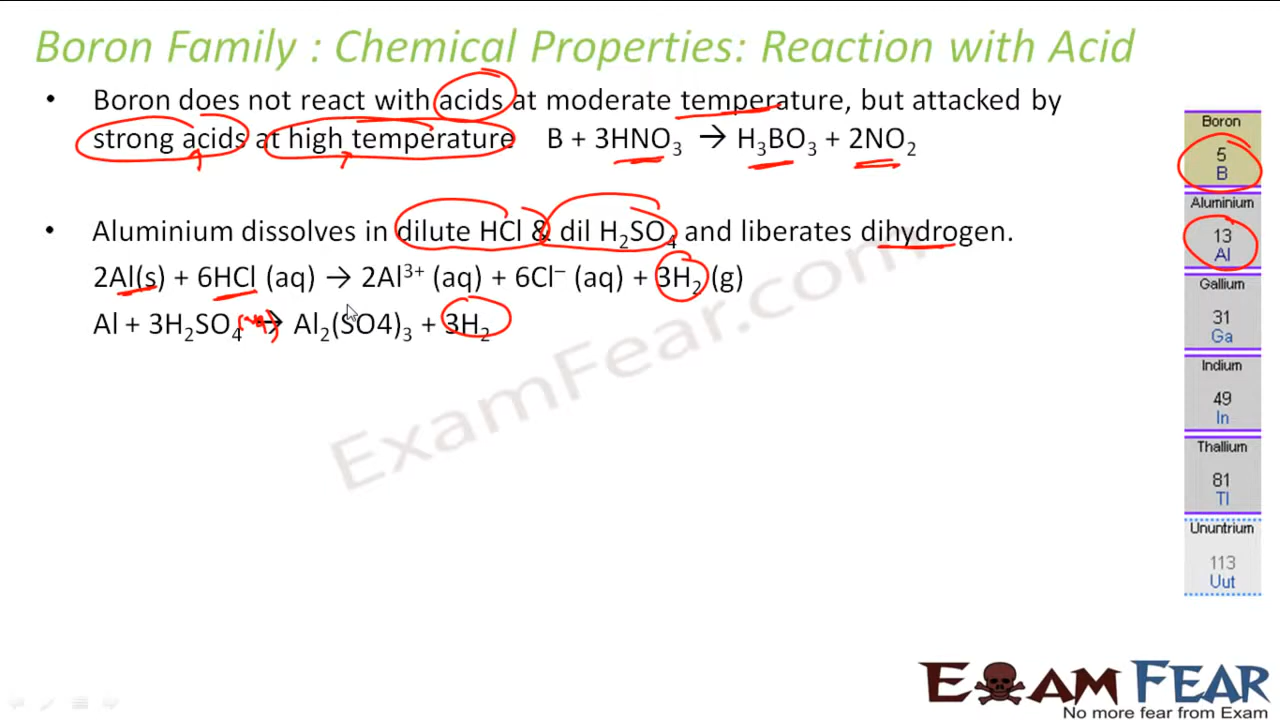 Boron Family : Chemical Properties: Reaction with Acid
• Boron does not react with acids at moderate temperature, but attacked by
strong acids at high temperature B + 3HNO₃ → H₃BO₃ + 2NO₂
• Aluminium dissolves in dilute HCl & dil H₂SO₄ and liberates dihydrogen.
2Al(s) + 6HCl (aq) → 2Al³⁺ (aq) + 6Cl⁻ (aq) + 3H₂ (g)
Al + 3H₂SO₄ (aq) → Al₂(SO4)₃ + 3H₂
Boron
5
B
Aluminium
13
Al
Gallium
31
Ga
Indium
49
In
Thallium
81
Tl
Ununtrium
113
Uut
ExamFear.com
EXAM FEAR
No more fear from Exam